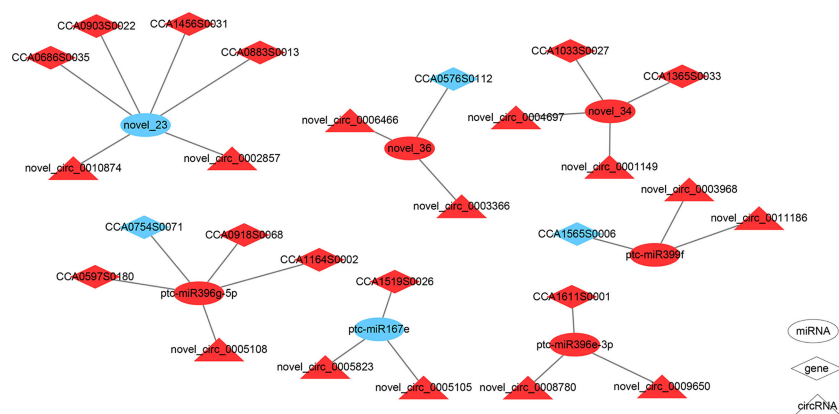 CCA0903S0022
CCA1456S0031
CCA0686S0035
CCA0883S0013
novel_23
novel_circ_0010874
novel_circ_0002857
CCA0576S0112
novel_circ_0006466
novel_36
novel_circ_0003366
CCA1033S0027
CCA1365S0033
novel_circ_0004697
novel_34
novel_circ_0001149
CCA0754S0071
CCA0918S0068
CCA1164S0002
CCA0597S0180
ptc-miR396g-5p
novel_circ_0005108
CCA1519S0026
ptc-miR167e
novel_circ_0005823
novel_circ_0005105
novel_circ_0003968
novel_circ_0011186
CCA1565S0006
ptc-miR399f
CCA1611S0001
ptc-miR396e-3p
novel_circ_0008780
novel_circ_0009650
miRNA
gene
circRNA